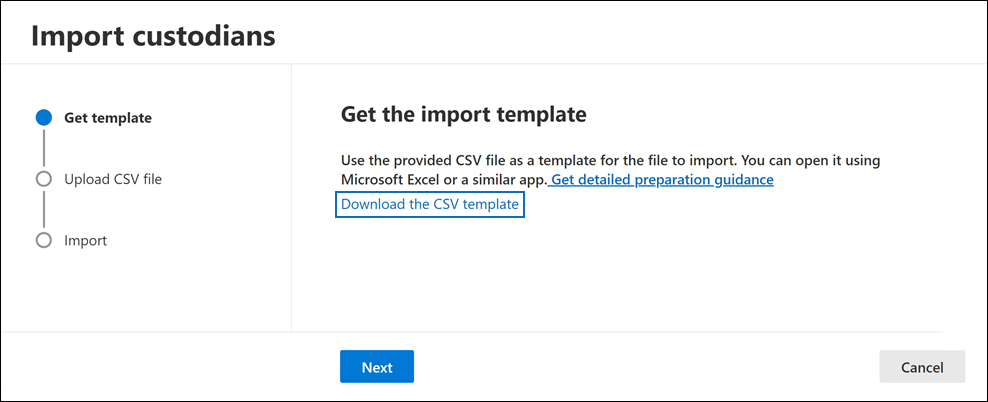 Import custodians
Get template
Upload CSV file
Import
Get the import template
Use the provided CSV file as a template for the file to import. You can open it using
Microsoft Excel or a similar app. Get detailed preparation guidance
Download the CSV template
Next
Cancel